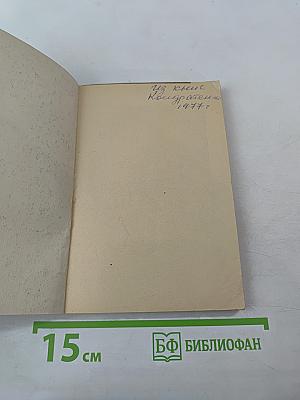 Из книг
Кондратенко
1977 г
15 см
БФ БИБЛИОФАН